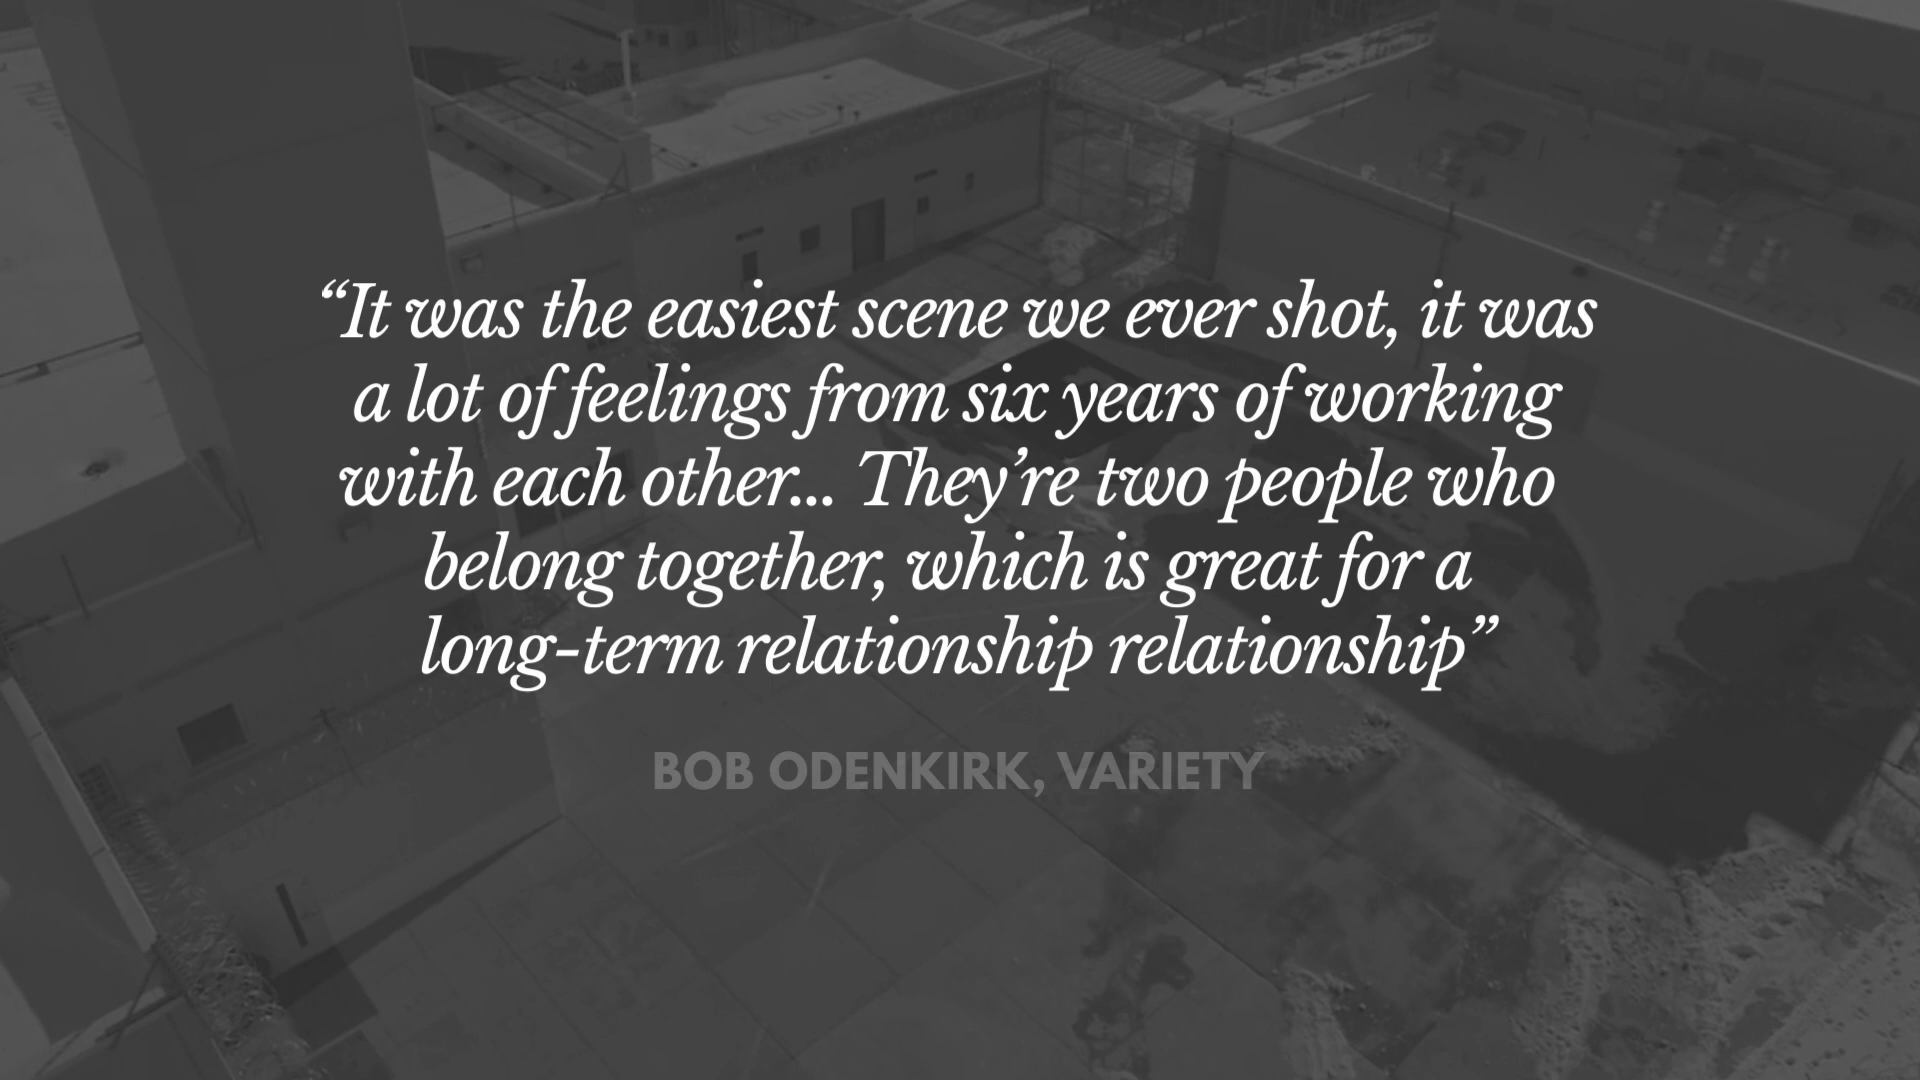 “It was the easiest scene we ever shot, it was
a lot of feelings from six years of working
with each other... They’re two people who
belong together, which is great for a
long-term relationship relationship”
BOB ODENKIRK, VARIETY